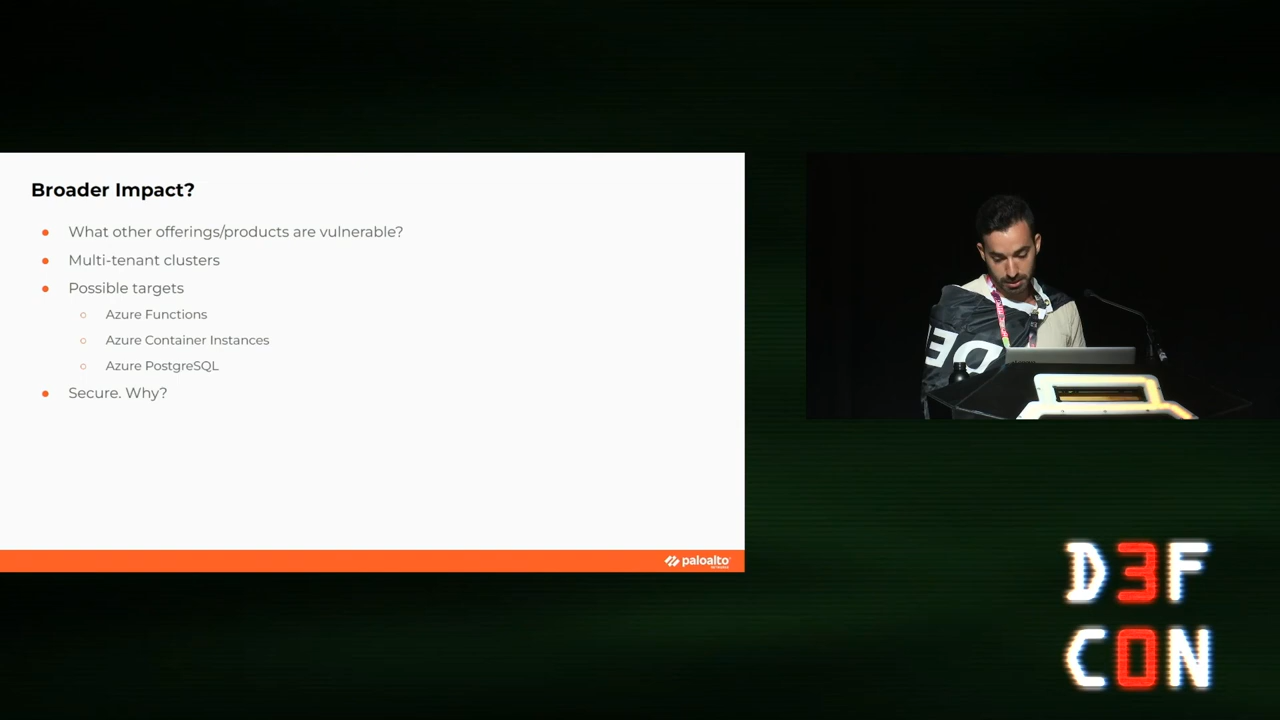 Broader Impact?
What other offerings/products are vulnerable?
Multi-tenant clusters
Possible targets
Azure Functions
Azure Container Instances
Azure PostgreSQL
Secure. Why?
paloalto
D3F
C0N